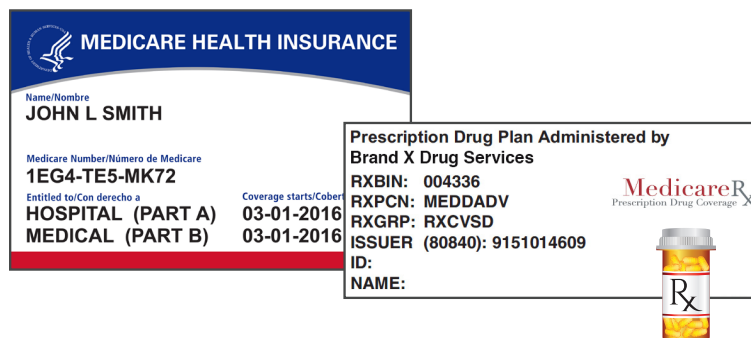 MEDICARE HEALTH INSURANCE
Name/Nombre
JOHN L SMITH
Medicare Number/Número de Medicare
1EG4-TE5-MK72
Entitled to/Con derecho a
HOSPITAL (PART A)
MEDICAL (PART B)
Coverage starts/Cobert
03-01-2016
03-01-2016
Prescription Drug Plan Administered by
Brand X Drug Services
RXBIN: 004336
RXPCN: MEDDADV
RXGRP: RXCVSD
ISSUER (80840): 9151014609
ID:
NAME:
MedicareRx
Prescription Drug Coverage
Rx